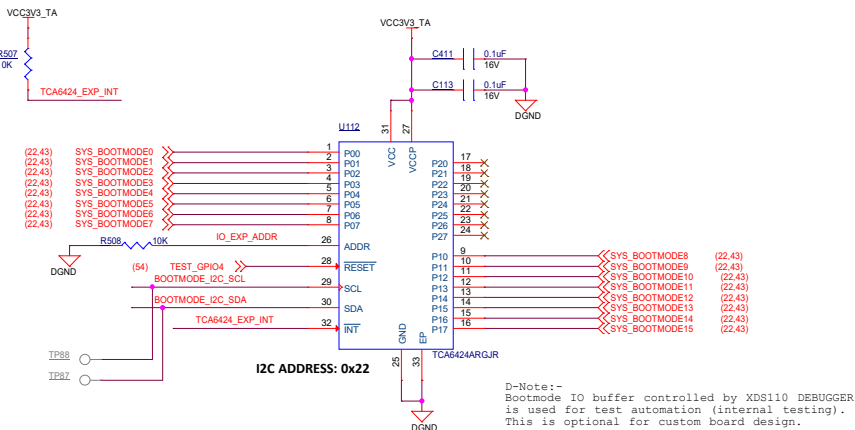 VCC3V3_TA
R507
0K
TCA6424_EXP_INT
VCC3V3_TA
C411 0.1uF
16V
C113 0.1uF
16V
DGND
U112
31 27
VCC VCCP
(22,43) SYS_BOOTMODE0 1 P00
(22,43) SYS_BOOTMODE1 2 P01
(22,43) SYS_BOOTMODE2 3 P02
(22,43) SYS_BOOTMODE3 4 P03
(22,43) SYS_BOOTMODE4 5 P04
(22,43) SYS_BOOTMODE5 6 P05
(22,43) SYS_BOOTMODE6 7 P06
(22,43) SYS_BOOTMODE7 8 P07
P20 17
P21 18
P22 19
P23 20
P24 21
P25 22
P26 23
P27 24
R508 10K IO_EXP_ADDR 26 ADDR
DGND
(54) TEST_GPIO4 28 RESET
BOOTMODE_I2C_SCL 29 SCL
BOOTMODE_I2C_SDA 30 SDA
TCA6424_EXP_INT 32 INT
P10 9 SYS_BOOTMODE8 (22,43)
P11 10 SYS_BOOTMODE9 (22,43)
P12 11 SYS_BOOTMODE10 (22,43)
P13 12 SYS_BOOTMODE11 (22,43)
P14 13 SYS_BOOTMODE12 (22,43)
P15 14 SYS_BOOTMODE13 (22,43)
P16 15 SYS_BOOTMODE14 (22,43)
P17 16 SYS_BOOTMODE15 (22,43)
GND EP
25 33
TCA6424ARGJR
TP88
TP87
I2C ADDRESS: 0x22
DGND
D-Note:-
Bootmode IO buffer controlled by XDS110 DEBUGGER
is used for test automation (internal testing).
This is optional for custom board design.